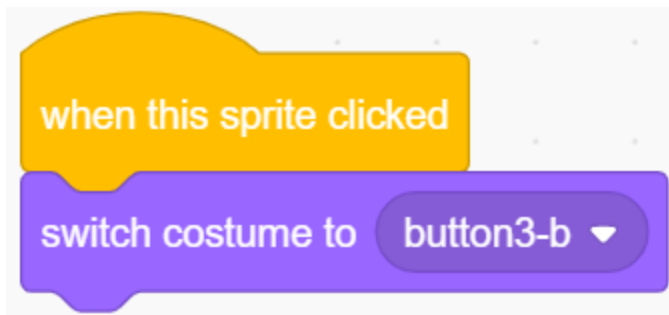 when this sprite clicked
switch costume to button3-b